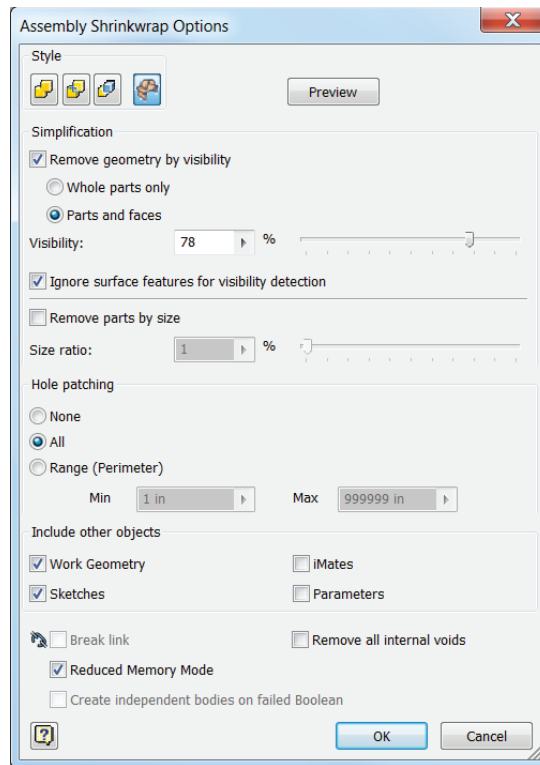 Assembly Shrinkwrap Options
Style
Preview
Simplification
Remove geometry by visibility
Whole parts only
Parts and faces
Visibility: 78 %
Ignore surface features for visibility detection
Remove parts by size
Size ratio: 1 %
Hole patching
None
All
Range (Perimeter)
Min 1 in Max 999999 in
Include other objects
Work Geometry iMates
Sketches Parameters
Break link Remove all internal voids
Reduced Memory Mode
Create independent bodies on failed Boolean
? OK Cancel